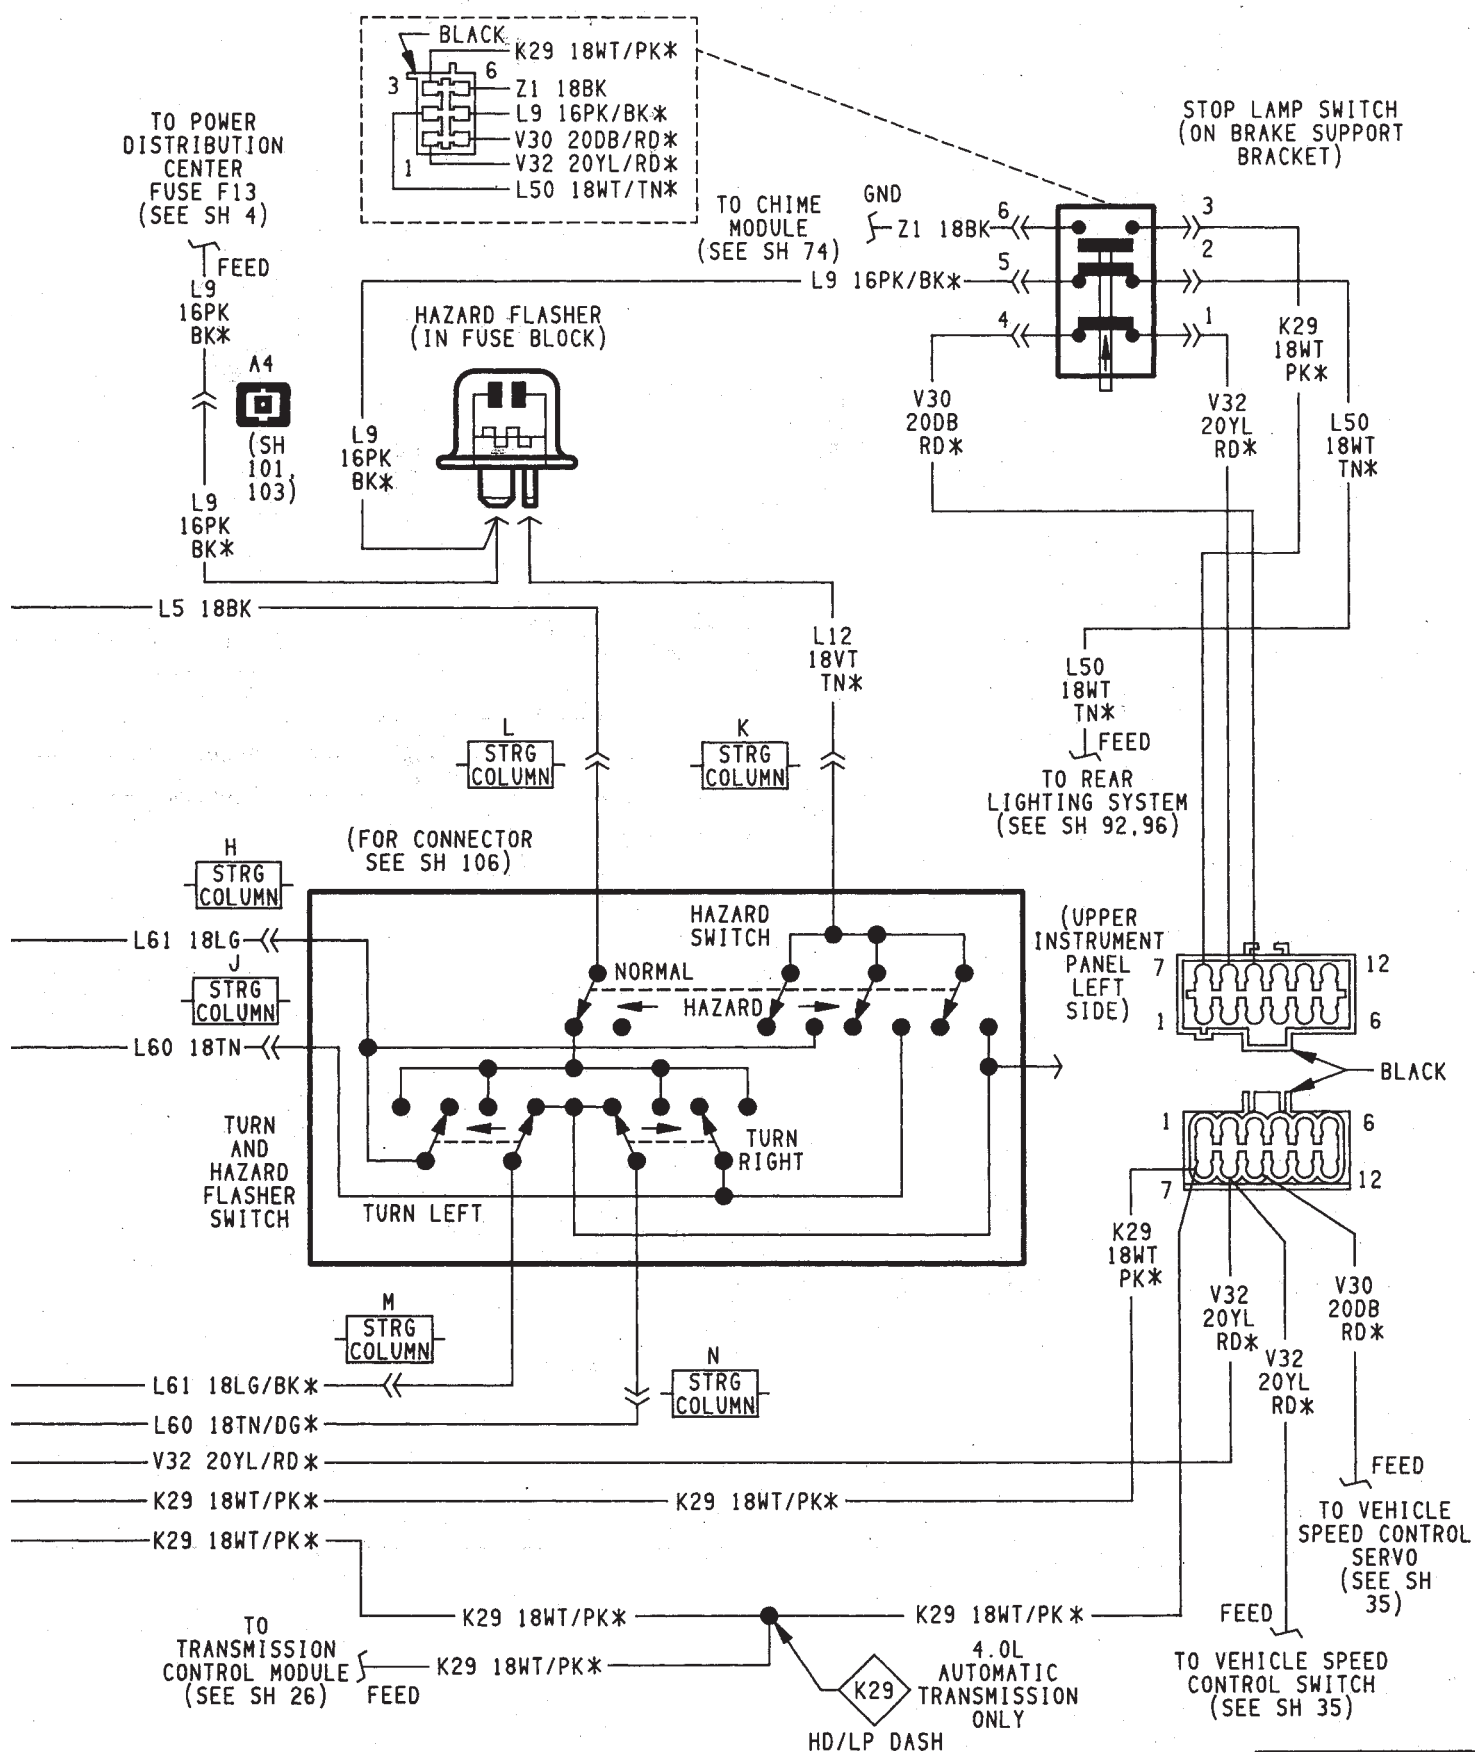 BLACK
K29 18WT/PK*
3
6
Z1 18BK
L9 16PK/BK*
V30 20DB/RD*
1
V32 20YL/RD*
L50 18WT/TN*
TO POWER
DISTRIBUTION
CENTER
FUSE F13
(SEE SH 4)
FEED
L9
16PK
BK*
A4
(SH
101,
103)
L9
16PK
BK*
STOP LAMP SWITCH
(ON BRAKE SUPPORT
BRACKET)
TO CHIME
MODULE
(SEE SH 74)
GND
Z1 18BK
6
3
5
2
L9 16PK/BK*
4
1
HAZARD FLASHER
(IN FUSE BLOCK)
L9
16PK
BK*
V30
20DB
RD*
V32
20YL
RD*
K29
18WT
PK*
L50
18WT
TN*
L5 18BK
L12
18VT
TN*
L50
18WT
TN*
FEED
TO REAR
LIGHTING SYSTEM
(SEE SH 92,96)
L
STRG
COLUMN
K
STRG
COLUMN
(FOR CONNECTOR
SEE SH 106)
H
STRG
COLUMN
L61 18LG
J
STRG
COLUMN
L60 18TN
HAZARD
SWITCH
NORMAL
HAZARD
TURN
AND
HAZARD
FLASHER
SWITCH
TURN
RIGHT
TURN LEFT
(UPPER
INSTRUMENT
PANEL
LEFT
SIDE)
7
12
1
6
BLACK
1
6
7
12
K29
18WT
PK*
V32
20YL
RD*
V32
20YL
RD*
V30
20DB
RD*
M
STRG
COLUMN
N
STRG
COLUMN
L61 18LG/BK*
L60 18TN/DG*
V32 20YL/RD*
K29 18WT/PK*
K29 18WT/PK*
K29 18WT/PK*
FEED
TO VEHICLE
SPEED CONTROL
SERVO
(SEE SH
35)
K29 18WT/PK*
K29 18WT/PK*
TO
TRANSMISSION
CONTROL MODULE
(SEE SH 26)
FEED
K29 18WT/PK*
K29
HD/LP DASH
4.0L
AUTOMATIC
TRANSMISSION
ONLY
FEED
TO VEHICLE SPEED
CONTROL SWITCH
(SEE SH 35)